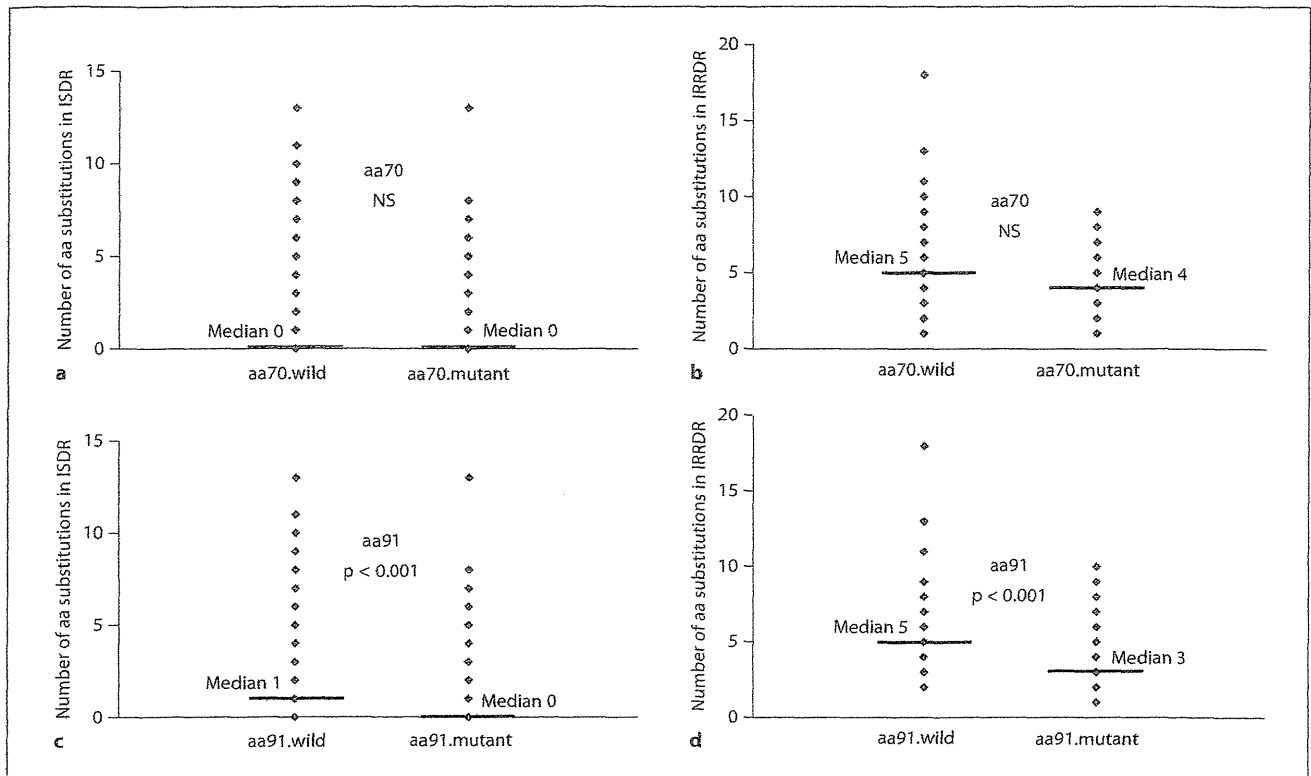 Number of aa substitutions in ISDR
15
10
5
0
aa70
NS
Median 0
Median 0
aa70.wild
aa70.mutant
a
Number of aa substitutions in IRRDR
20
15
10
5
0
aa70
NS
Median 5
Median 4
aa70.wild
aa70.mutant
b
Number of aa substitutions in ISDR
15
10
5
0
aa91
p < 0.001
Median 1
Median 0
aa91.wild
aa91.mutant
c
Number of aa substitutions in IRRDR
20
15
10
5
0
aa91
p < 0.001
Median 5
Median 3
aa91.wild
aa91.mutant
d